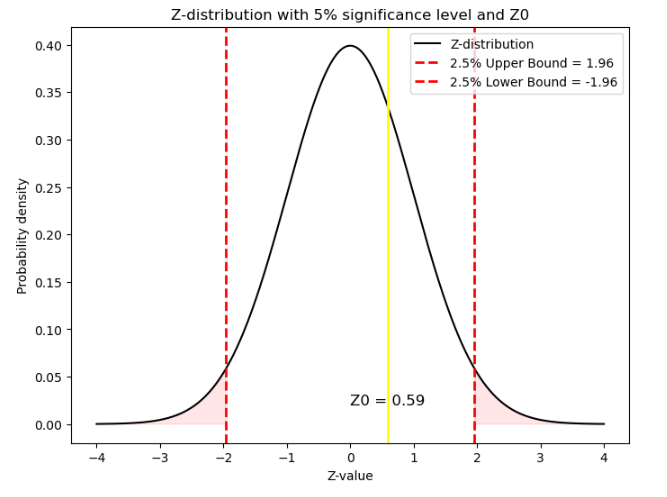 Z-distribution with 5% significance level and Z0
Z-distribution
2.5% Upper Bound = 1.96
2.5% Lower Bound = -1.96
Probability density
0.40
0.35
0.30
0.25
0.20
0.15
0.10
0.05
0.00
Z0 = 0.59
−4 −3 −2 −1 0 1 2 3 4
Z-value